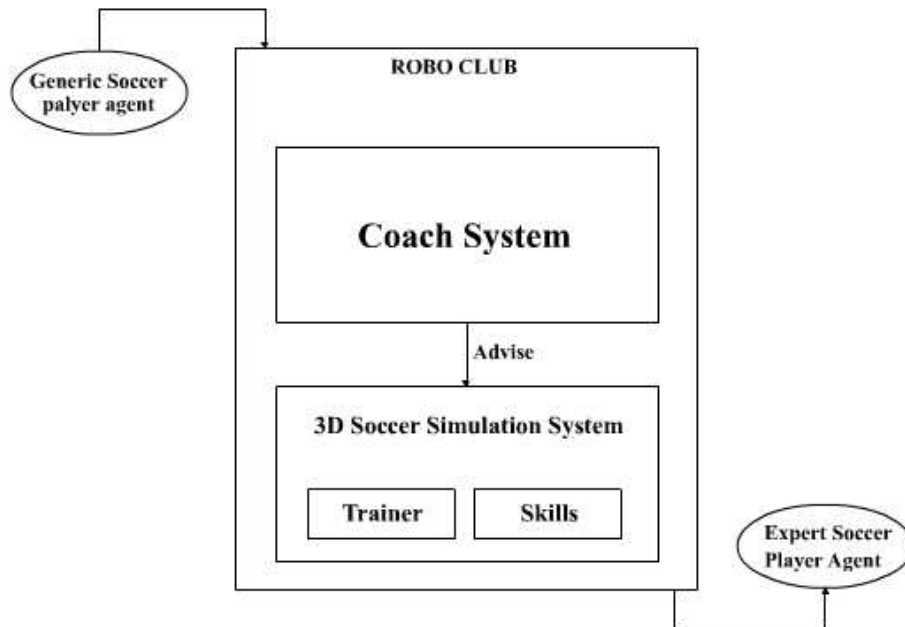 Generic Soccer
palyer agent
ROBO CLUB
Coach System
Advise
3D Soccer Simulation System
Trainer
Skills
Expert Soccer
Player Agent